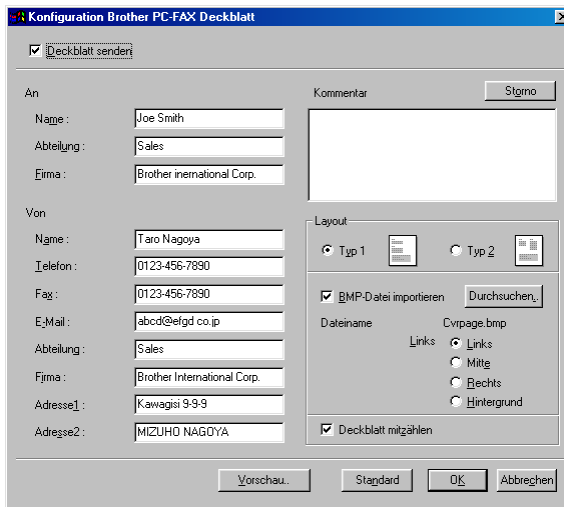 Konfiguration Brother PC-FAX Deckblatt
Deckblatt senden
An
Name :
Joe Smith
Abteilung :
Sales
Firma :
Brother inernational Corp.
Von
Name :
Taro Nagoya
Telefon :
0123-456-7890
Fax :
0123-456-7890
E-Mail :
abcd@efgd co.jp
Abteilung :
Sales
Firma :
Brother International Corp.
Adresse1 :
Kawagisi 9-9-9
Adresse2 :
MIZUHO NAGOYA
Kommentar
Storno
Layout
Typ 1
Typ 2
BMP-Datei importieren
Durchsuchen..
Dateiname
Cvrpage.bmp
Links
Links
Mitte
Rechts
Hintergrund
Deckblatt mitzählen
Vorschau..
Standard
OK
Abbrechen